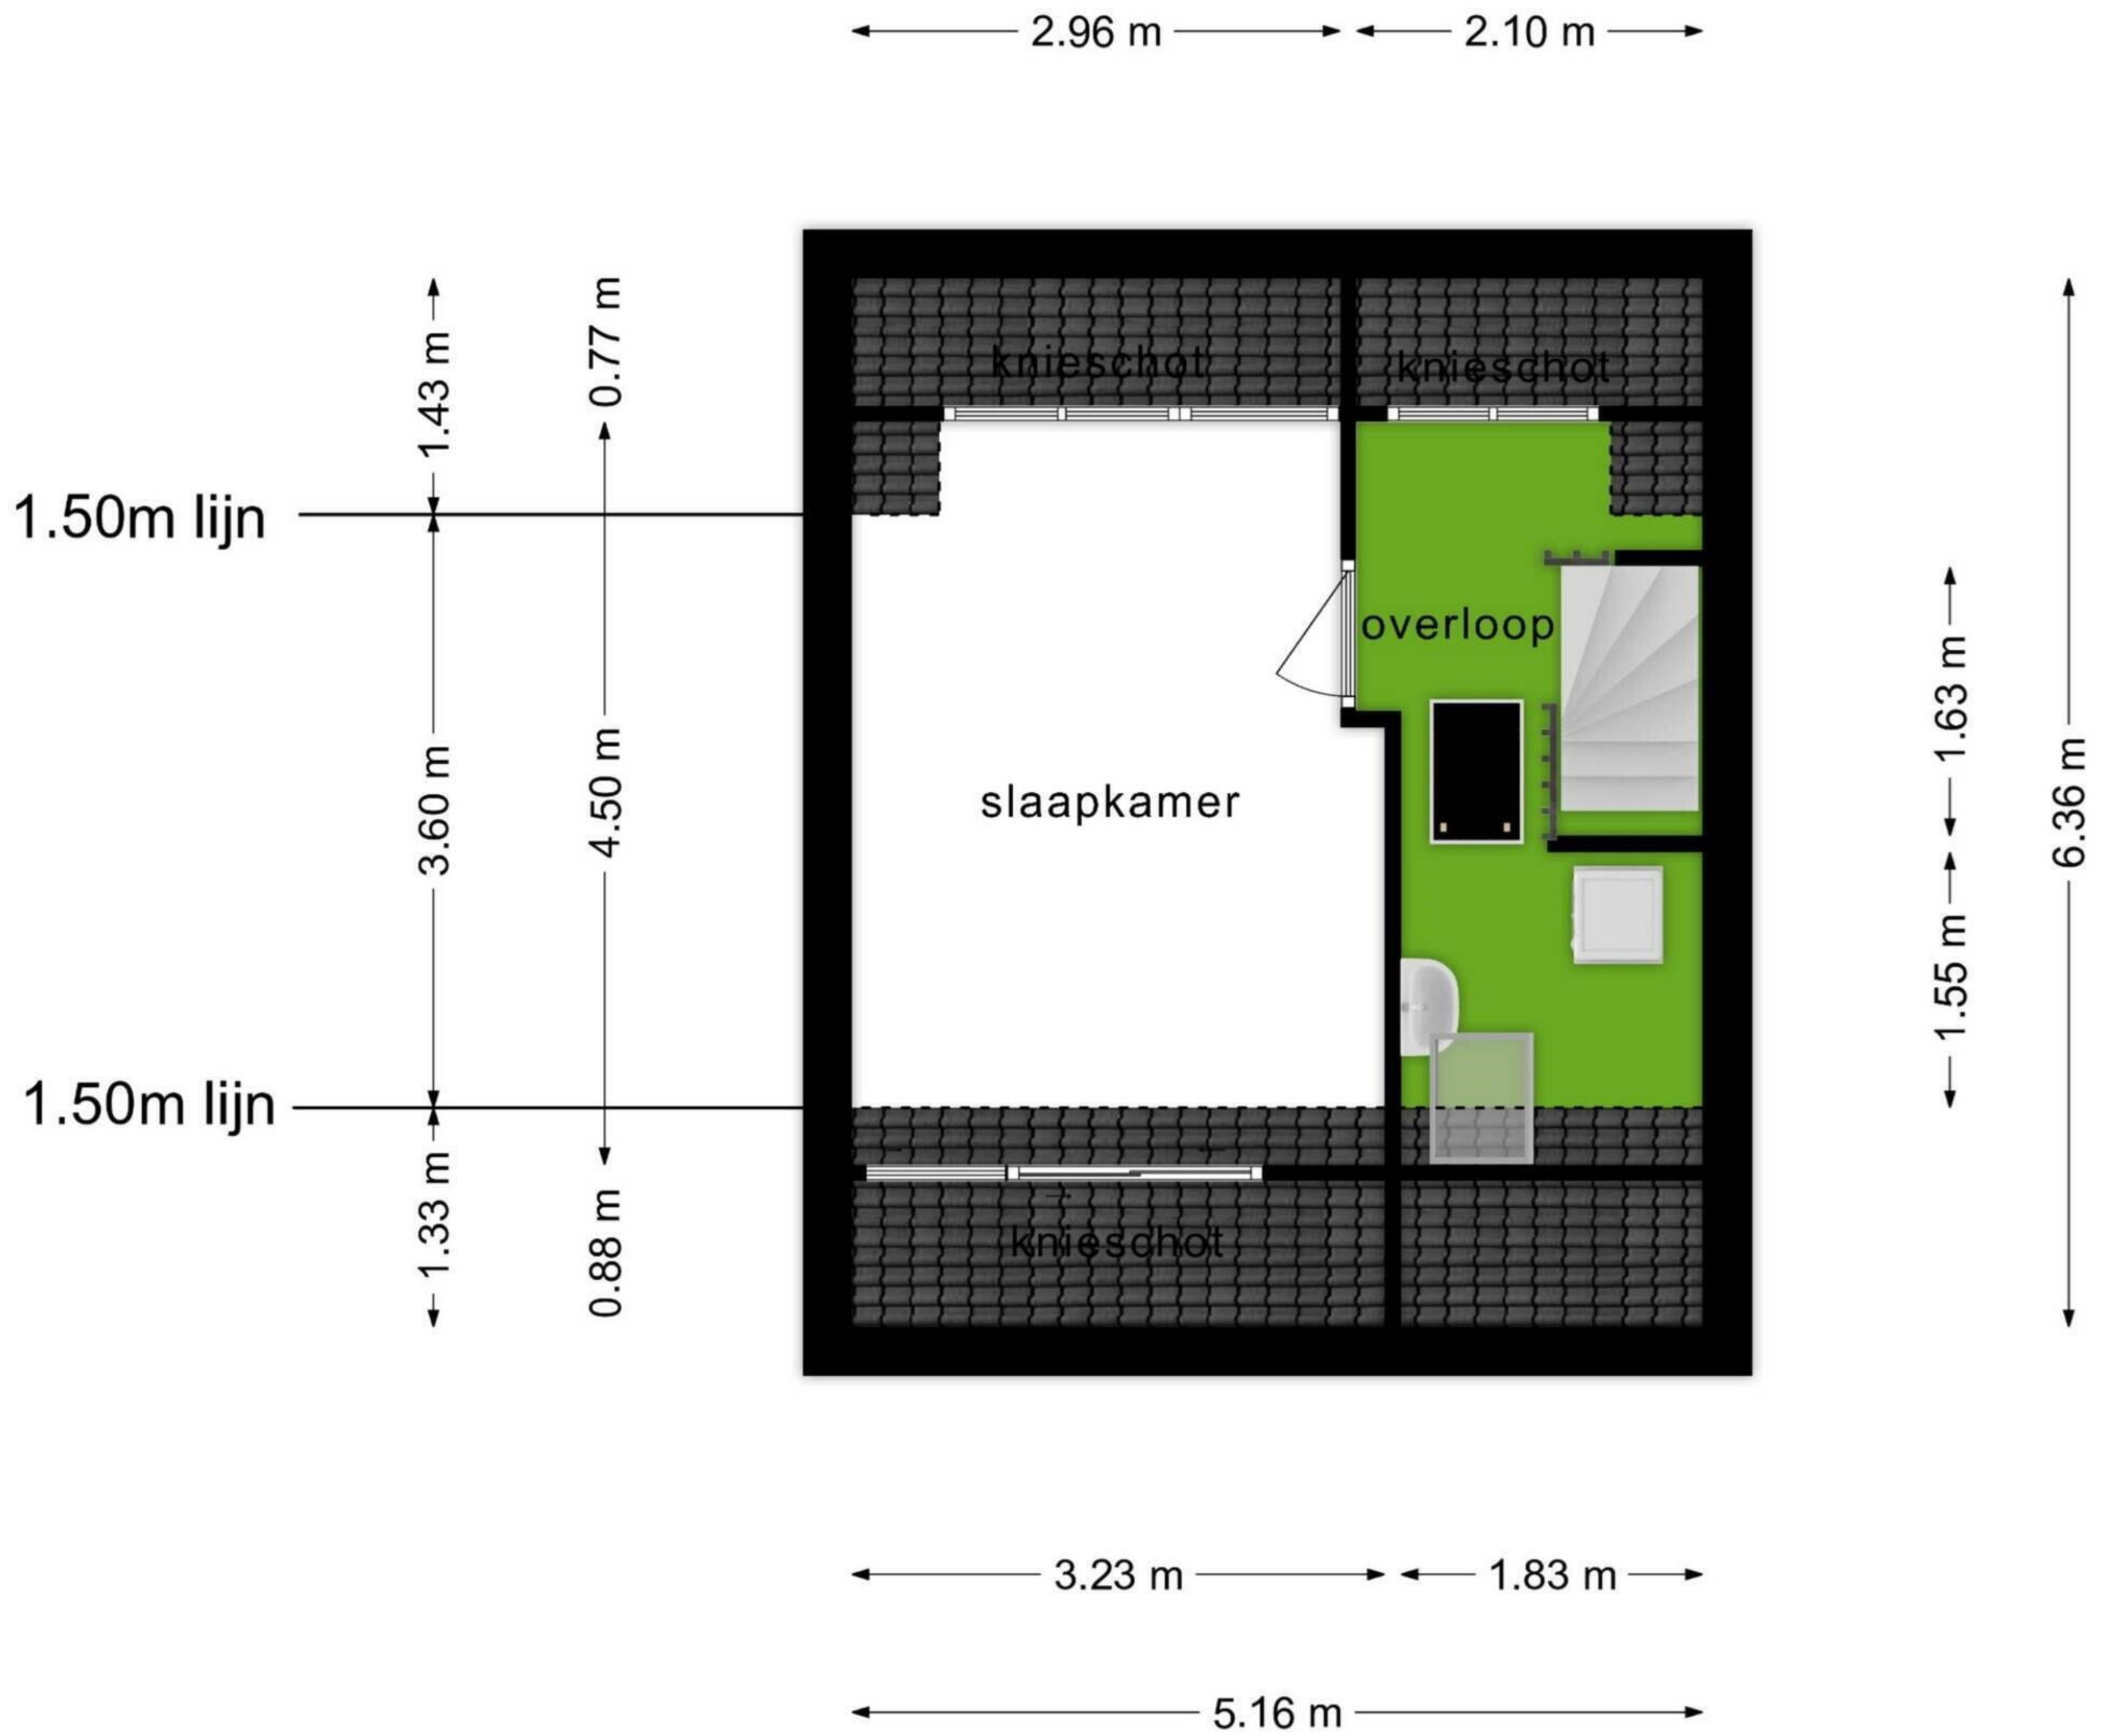 2.96 m
2.10 m
0.77 m
1.43 m
knieschot
knieschot
1.50m lijn
overloop
1.63 m
slaapkamer
3.60 m
4.50 m
6.36 m
1.55 m
1.50m lijn
1.33 m
0.88 m
knieschot
3.23 m
1.83 m
5.16 m